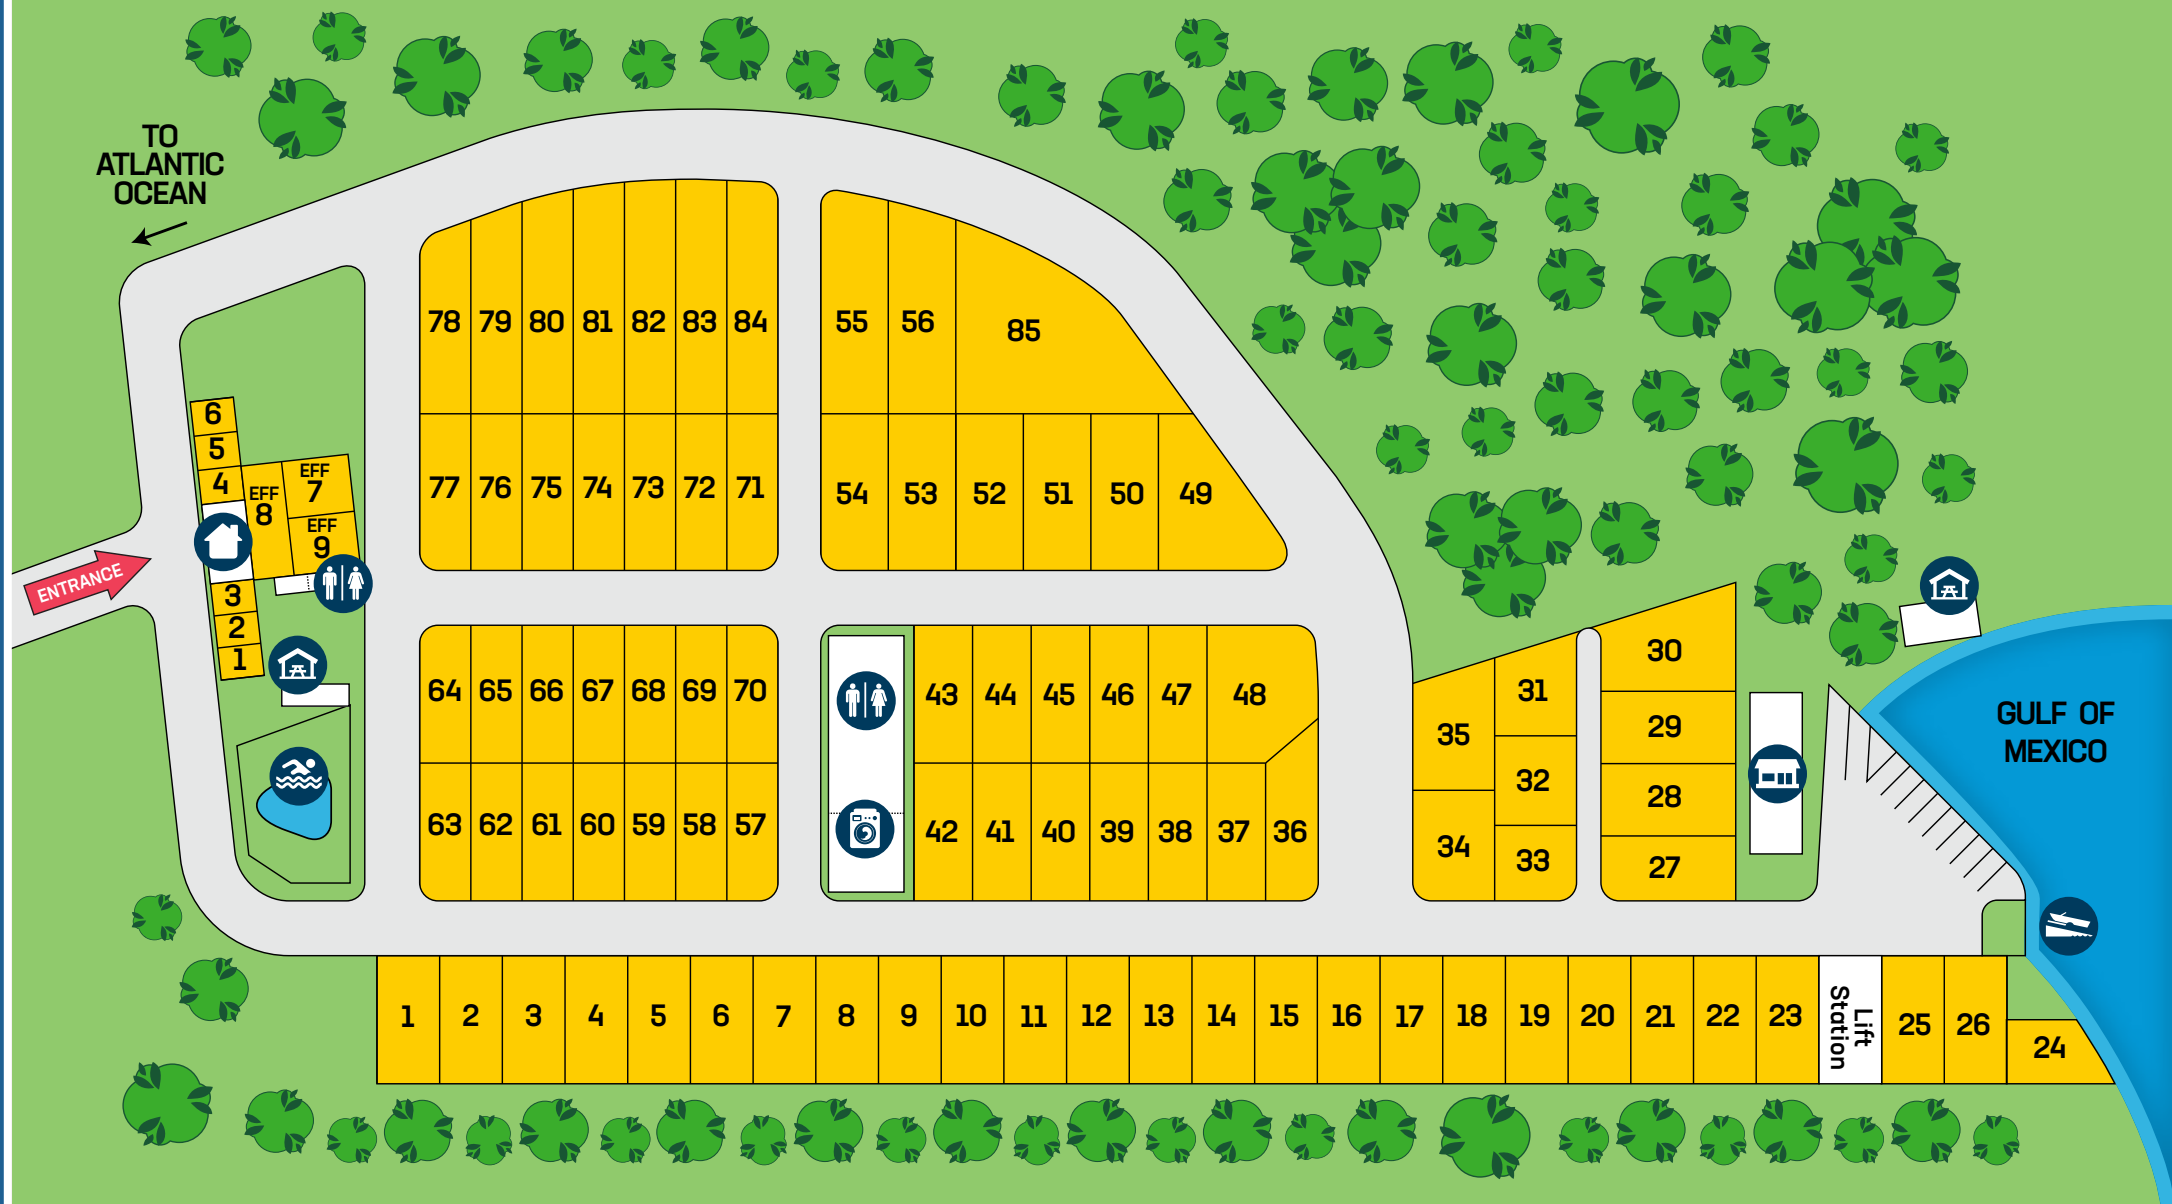 TO
ATLANTIC
OCEAN
78 79 80 81 82 83 84
55 56 85
6
5
4
EFF
7
EFF
8
EFF
9
77 76 75 74 73 72 71
54 53 52 51 50 49
ENTRANCE
3
2
1
64 65 66 67 68 69 70
43 44 45 46 47 48
35
31
30
29
32
28
34
33
27
GULF OF
MEXICO
63 62 61 60 59 58 57
42 41 40 39 38 37 36
1 2 3 4 5 6 7 8 9 10 11 12 13 14 15 16 17 18 19 20 21 22 23
Lift
Station
25 26
24